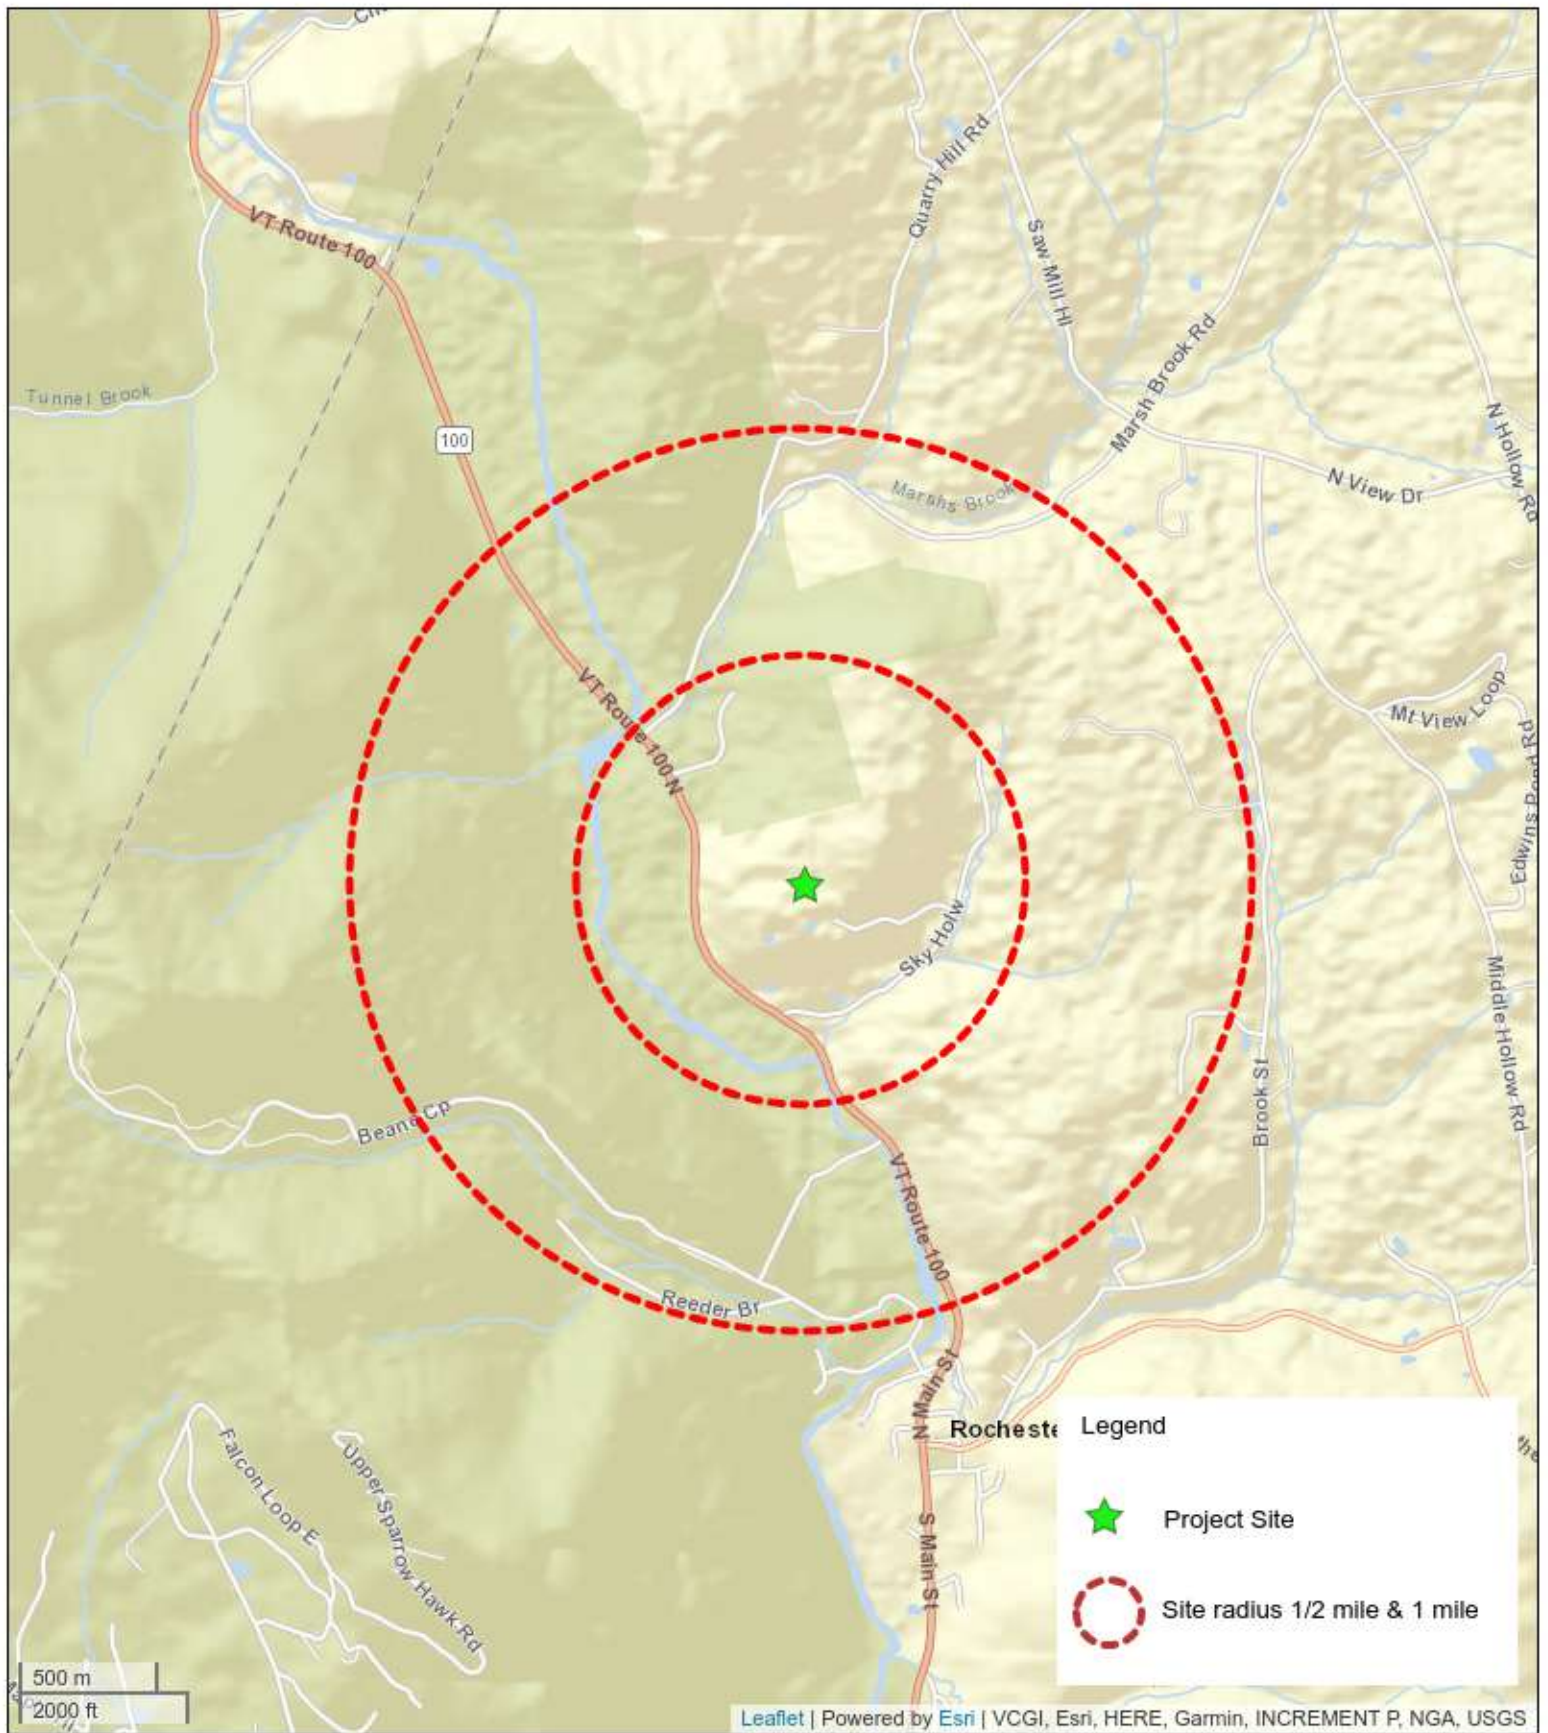 VT Route 100
Quarry Hill Rd
Saw Mill Hl
Marsh Brook Rd
Tunnel Brook
100
N Hollow Rd
N View Dr
Marshs Brook
VT Route 100 N
Mt View Loop
Edwins Pond Rd
Sky Holw
Middle Hollow Rd
Brook St
Beans Cp
VT Route 100
Reeder Br
N Main St
Rocheste
S Main St
Falcon Loop E
Upper Sparrow Hawk Rd
Legend
Project Site
Site radius 1/2 mile & 1 mile
500 m
2000 ft
Leaflet | Powered by Esri | VCGI, Esri, HERE, Garmin, INCREMENT P, NGA, USGS